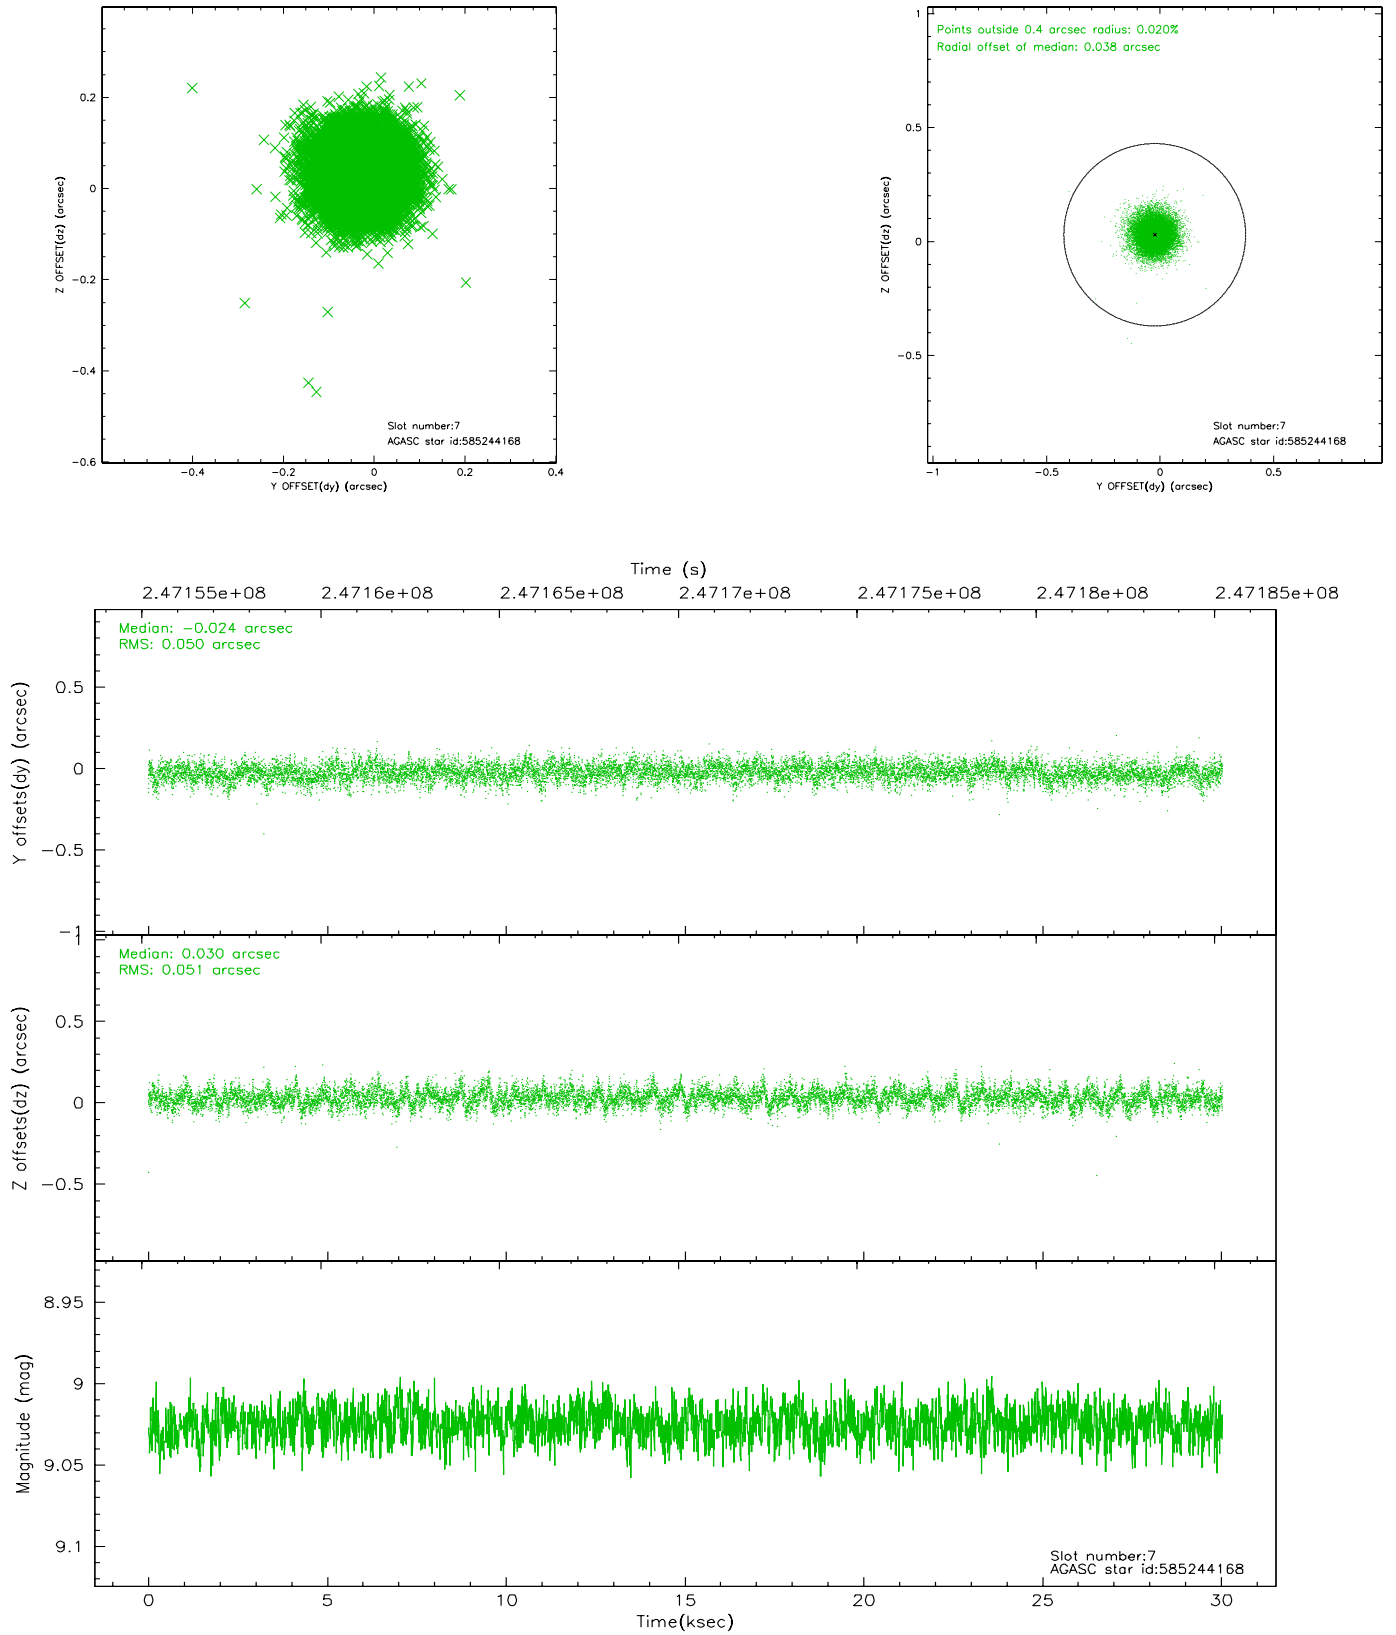 0.2
0
−0.2
−0.4
−0.6
Z OFFSET(dz) (arcsec)
Slot number:7
AGASC star id:585244168
−0.4
−0.2
0
0.2
0.4
Y OFFSET(dy) (arcsec)
Points outside 0.4 arcsec radius: 0.020%
Radial offset of median: 0.038 arcsec
1
0.5
0
−0.5
Z OFFSET(dz) (arcsec)
Slot number:7
AGASC star id:585244168
−1
−0.5
0
0.5
Y OFFSET(dy) (arcsec)
Time (s)
2.47155e+08
2.4716e+08
2.47165e+08
2.4717e+08
2.47175e+08
2.4718e+08
2.47185e+08
Median: −0.024 arcsec
RMS: 0.050 arcsec
0.5
0
−0.5
−1
Y offsets(dy) (arcsec)
Median: 0.030 arcsec
RMS: 0.051 arcsec
1
0.5
0
−0.5
Z offsets(dz) (arcsec)
8.95
9
9.05
9.1
Magnitude (mag)
Slot number:7
AGASC star id:585244168
0
5
10
15
20
25
30
Time(ksec)